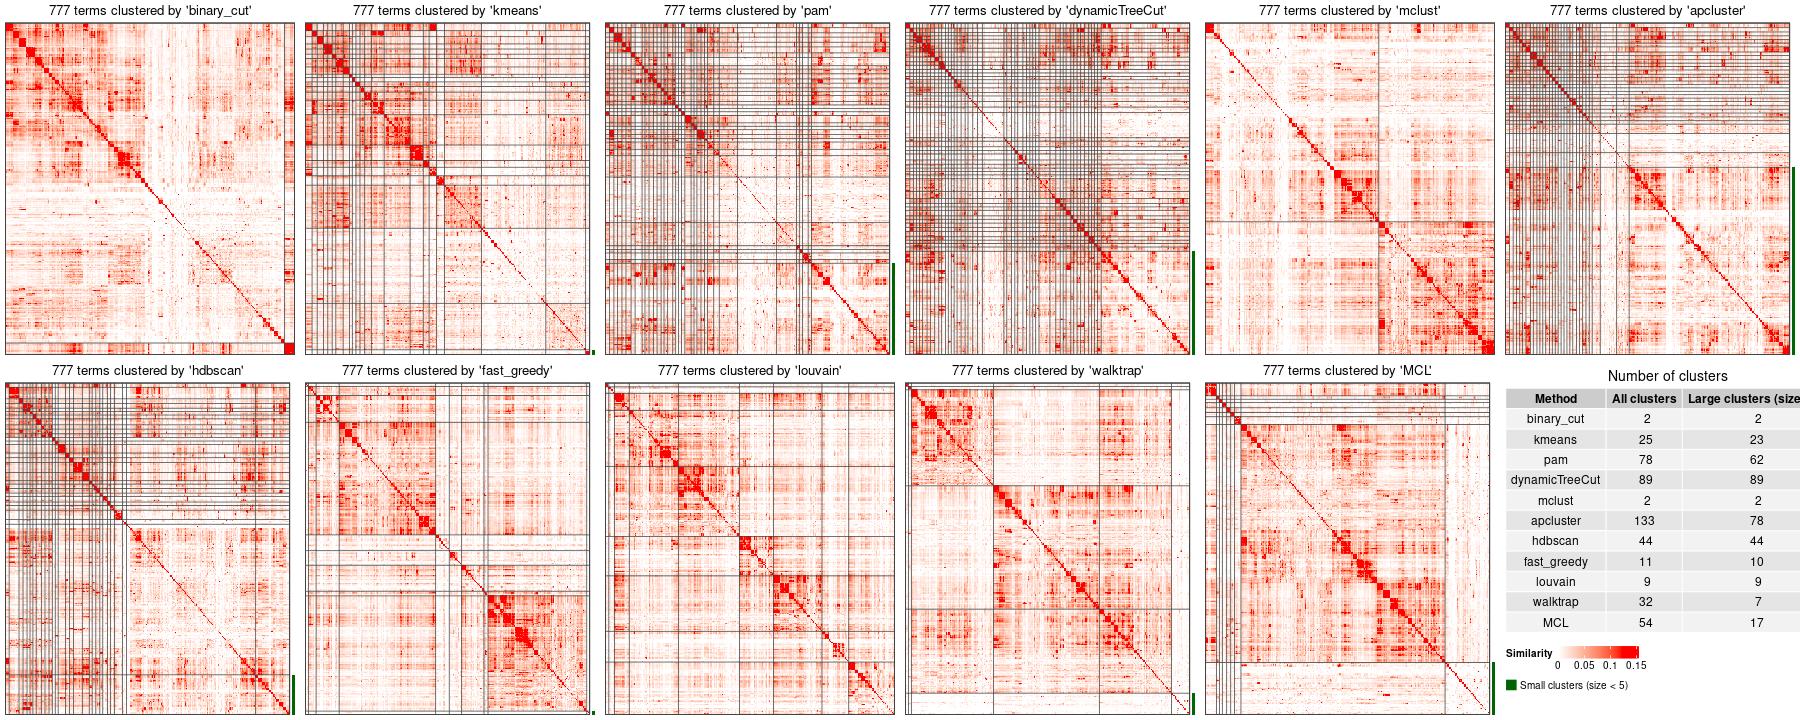 777 terms clustered by 'binary_cut'
777 terms clustered by 'kmeans'
777 terms clustered by 'pam'
777 terms clustered by 'dynamicTreeCut'
777 terms clustered by 'mclust'
777 terms clustered by 'apcluster'
777 terms clustered by 'hdbscan'
777 terms clustered by 'fast_greedy'
777 terms clustered by 'louvain'
777 terms clustered by 'walktrap'
777 terms clustered by 'MCL'
Number of clusters
Method All clusters Large clusters (size
binary_cut 2 2
kmeans 25 23
pam 78 62
dynamicTreeCut 89 89
mclust 2 2
apcluster 133 78
hdbscan 44 44
fast_greedy 11 10
louvain 9 9
walktrap 32 7
MCL 54 17
Similarity
0 0.05 0.1 0.15
Small clusters (size < 5)